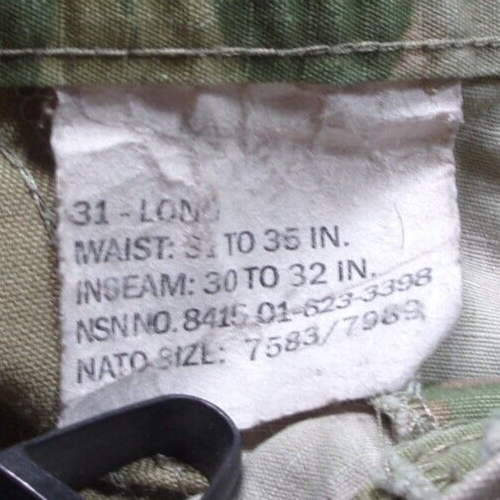 31 - LONG
WAIST: 31 TO 35 IN.
INSEAM: 30 TO 32 IN.
NSN NO. 8415 01-623-3398
NATO SIZE: 7583/7989